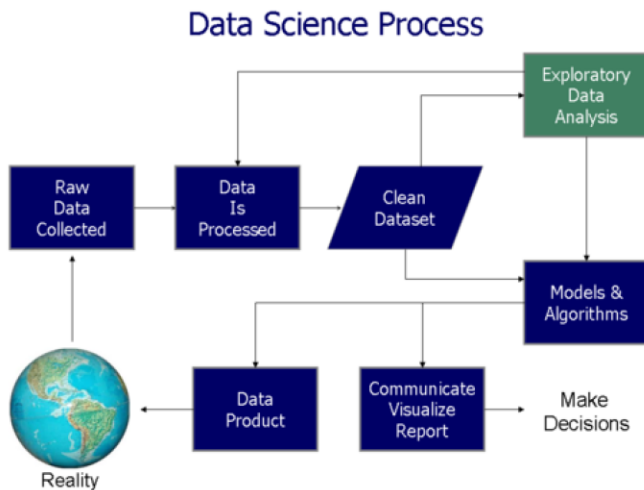 Data Science Process
Exploratory
Data
Analysis
Raw
Data
Collected
Data
Is
Processed
Clean
Dataset
Models &
Algorithms
Data
Product
Communicate
Visualize
Report
Make
Decisions
Reality